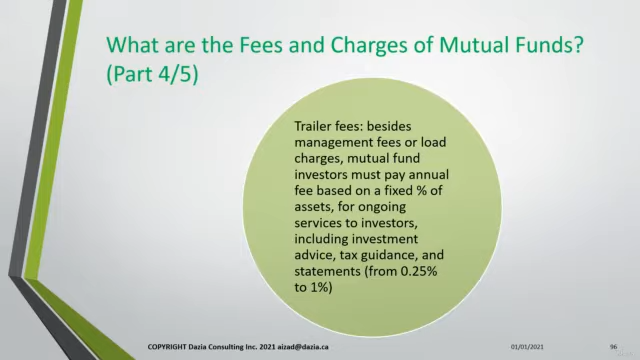 What are the Fees and Charges of Mutual Funds?
(Part 4/5)
Trailer fees: besides
management fees or load
charges, mutual fund
investors must pay annual
fee based on a fixed % of
assets, for ongoing
services to investors,
including investment
advice, tax guidance, and
statements (from 0.25%
to 1%)
COPYRIGHT Dazia Consulting Inc. 2021 aizad@dazia.ca
01/01/2021
96